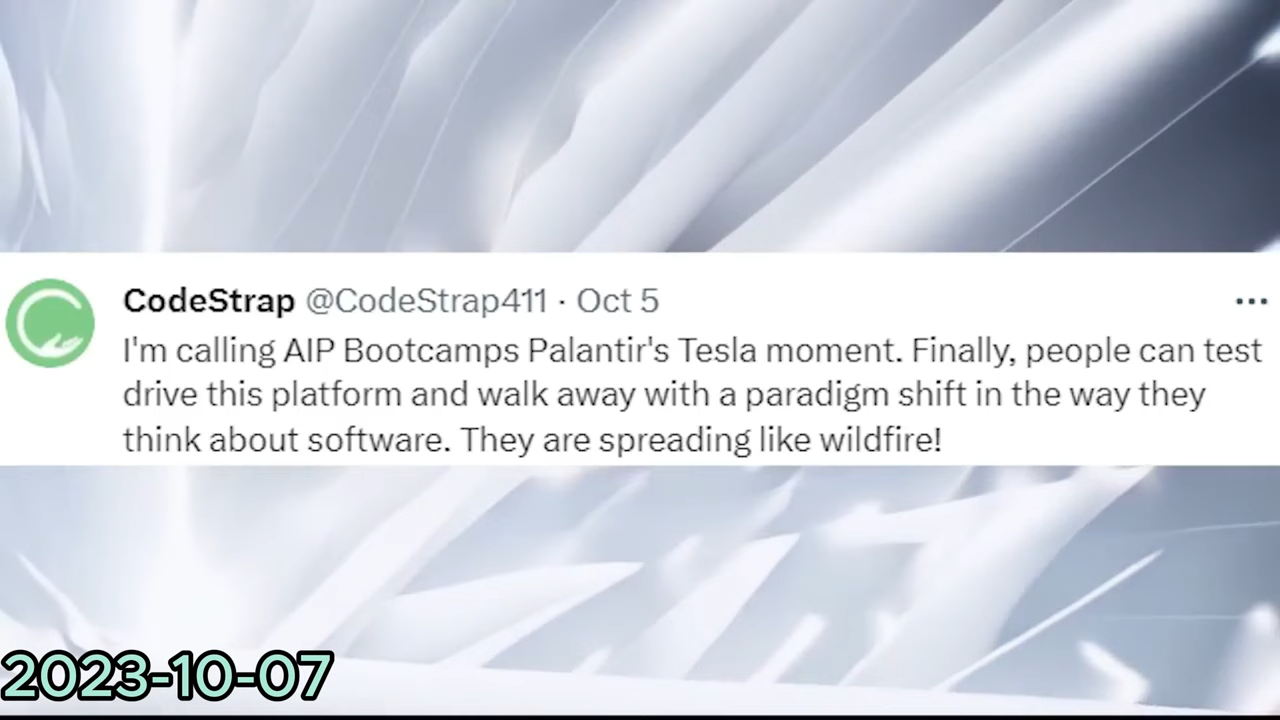 CodeStrap @CodeStrap411 · Oct 5
I'm calling AIP Bootcamps Palantir's Tesla moment. Finally, people can test
drive this platform and walk away with a paradigm shift in the way they
think about software. They are spreading like wildfire!
2023-10-07